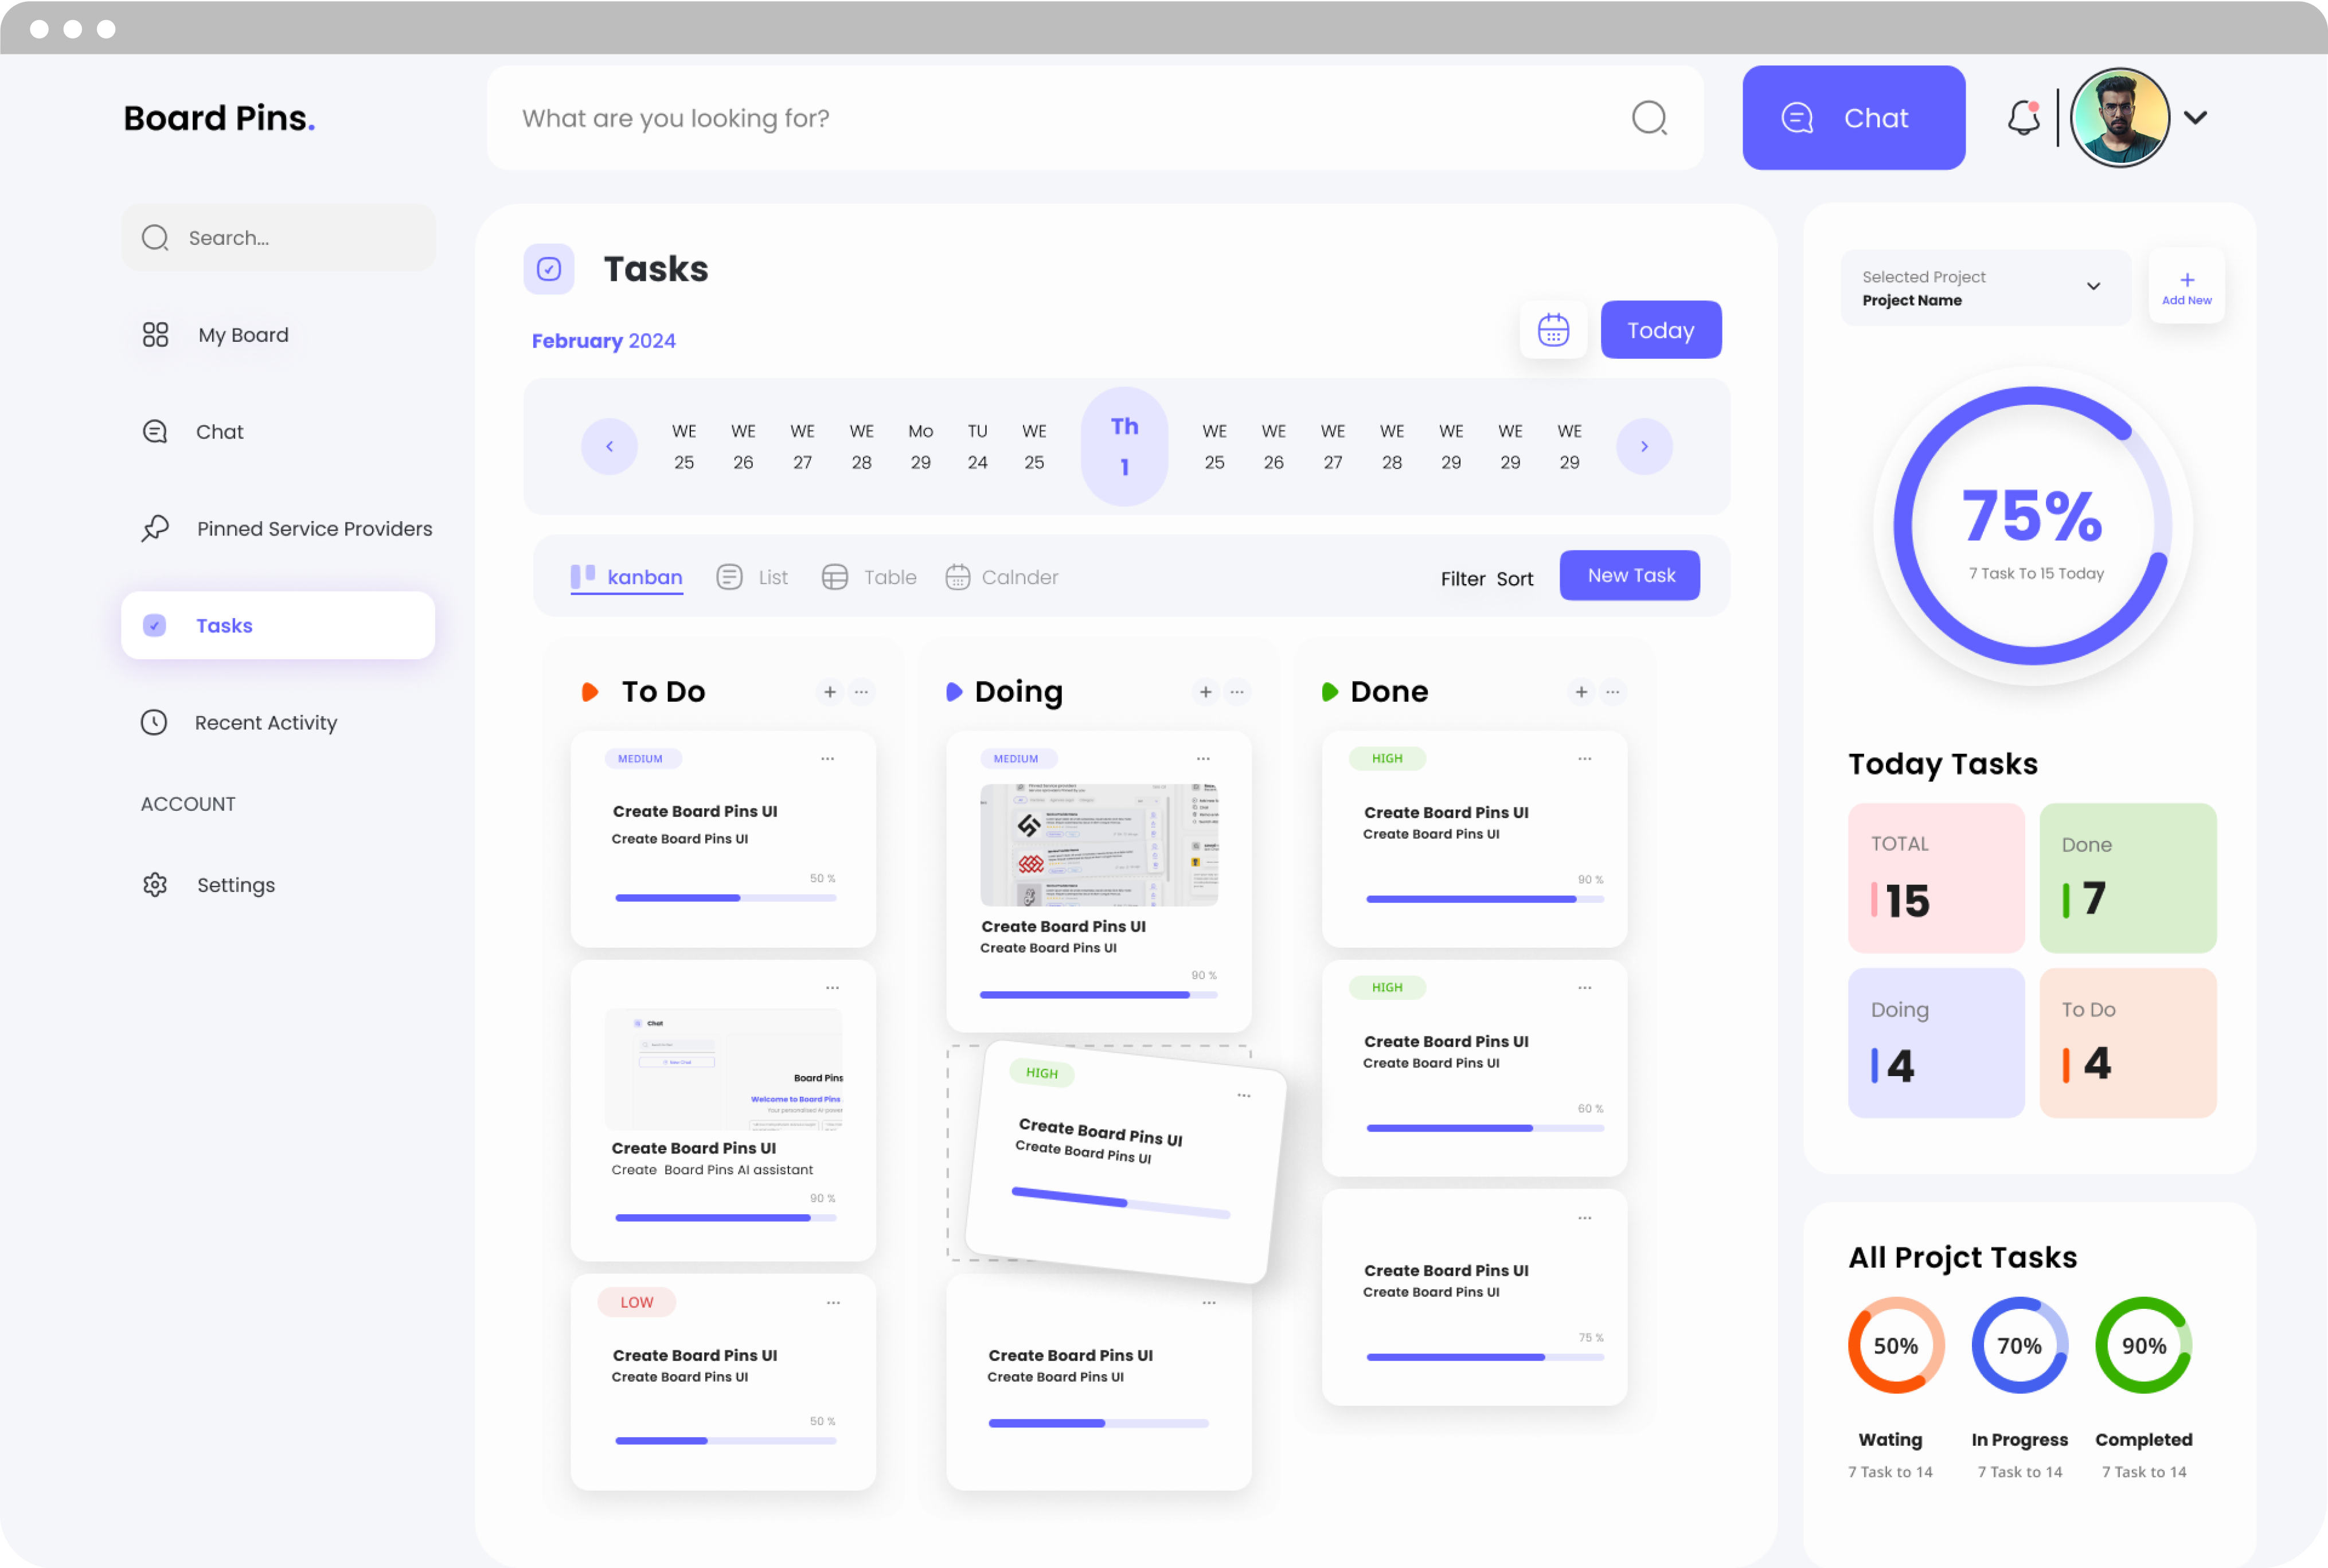 Board Pins.
What are you looking for?
Chat
Search...
My Board
Chat
Pinned Service Providers
Tasks
Recent Activity
ACCOUNT
Settings
Tasks
February 2024
Today
WE WE WE WE Mo TU WE Th WE WE WE WE WE WE WE
25 26 27 28 29 24 25 1 25 26 27 28 29 29 29
kanban List Table Calnder
Filter Sort New Task
To Do
MEDIUM
Create Board Pins UI
Create Board Pins UI
50 %
Chat
New Chat
Board Pins
Welcome to Board Pins
Create Board Pins UI
Create Board Pins AI assistant
90 %
LOW
Create Board Pins UI
Create Board Pins UI
50 %
Doing
MEDIUM
Pinned Service providers
Create Board Pins UI
Create Board Pins UI
90 %
HIGH
Create Board Pins UI
Create Board Pins UI
Create Board Pins UI
Create Board Pins UI
Done
HIGH
Create Board Pins UI
Create Board Pins UI
90 %
HIGH
Create Board Pins UI
Create Board Pins UI
60 %
Create Board Pins UI
Create Board Pins UI
75 %
Selected Project
Project Name
Add New
75%
7 Task To 15 Today
Today Tasks
TOTAL
15
Done
7
Doing
4
To Do
4
All Projct Tasks
50% 70% 90%
Wating In Progress Completed
7 Task to 14 7 Task to 14 7 Task to 14